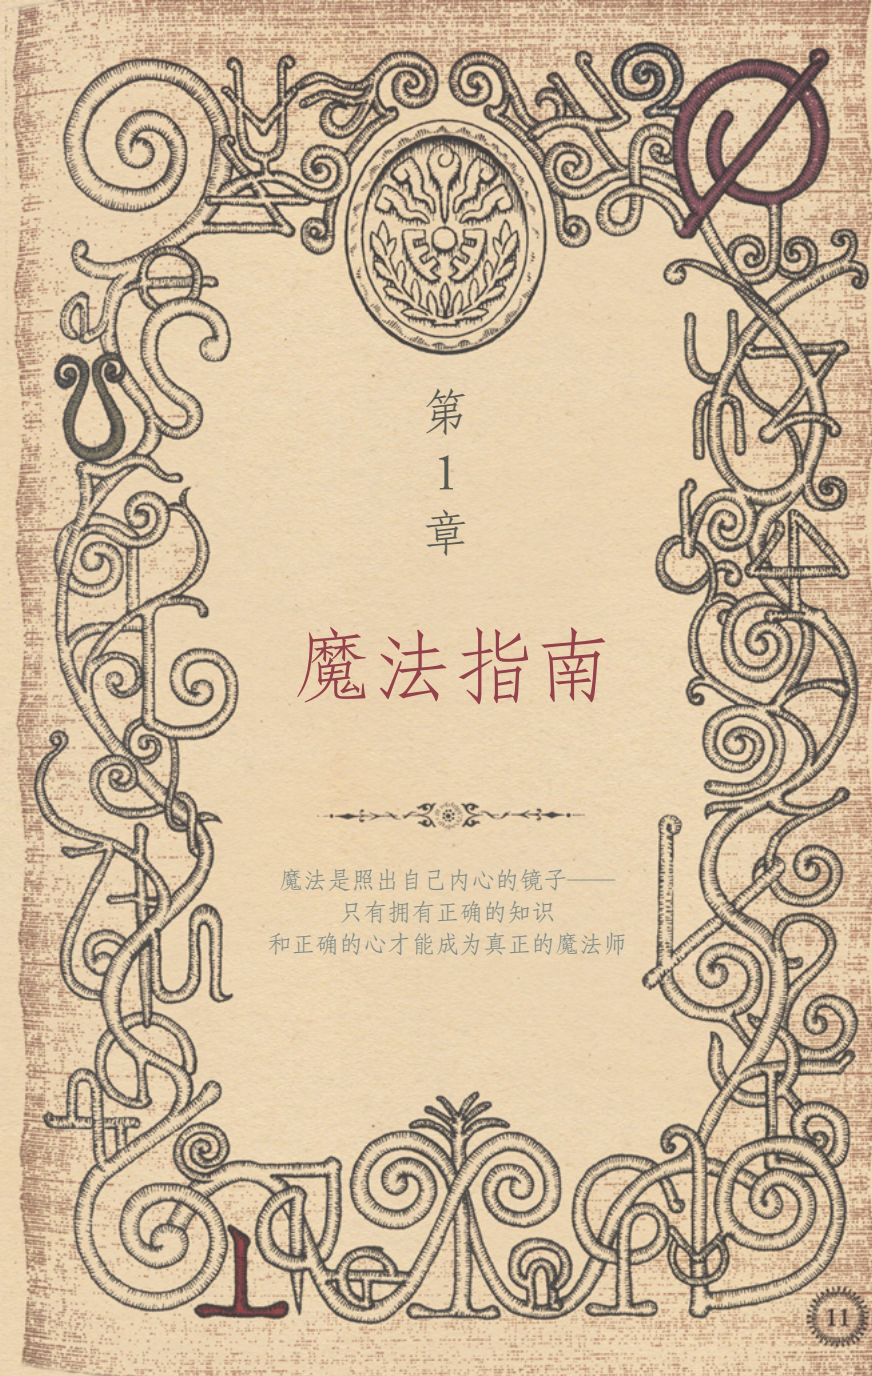 第
1
章
魔法指南
魔法是照出自己内心的镜子——
只有拥有正确的知识
和正确的心才能成为真正的魔法师
11